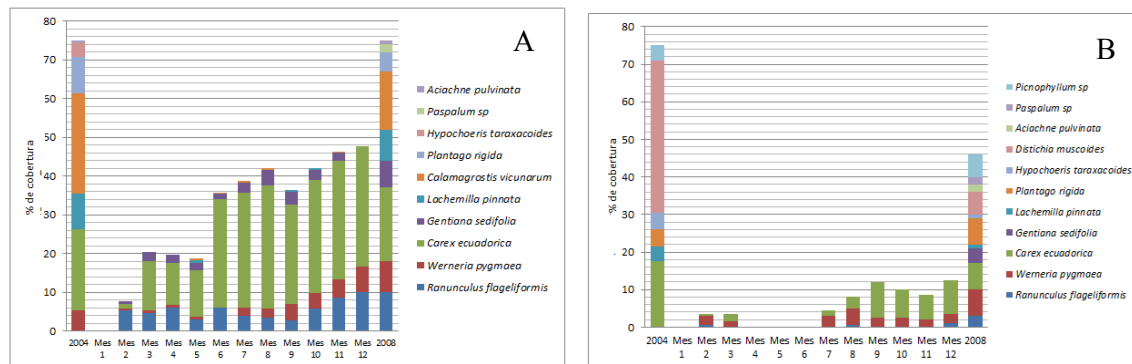 A
% de cobertura
80
70
60
50
40
30
20
10
0
2004 Mes 1 Mes 2 Mes 3 Mes 4 Mes 5 Mes 6 Mes 7 Mes 8 Mes 9 Mes 10 Mes 11 Mes 12 2008
Aciachne pulvinata
Paspalum sp
Hypochoeris taraxacoides
Plantago rigida
Calamagrostis vicunarum
Lachemilla pinnata
Gentiana sedifolia
Carex ecuadorica
Werneria pygmaea
Ranunculus flageliformis
B
% de cobertura
80
70
60
50
40
30
20
10
0
2004 Mes 1 Mes 2 Mes 3 Mes 4 Mes 5 Mes 6 Mes 7 Mes 8 Mes 9 Mes 10 Mes 11 Mes 12 2008
Picnophyllum sp
Paspalum sp
Aciachne pulvinata
Distichia muscoides
Hypochoeris taraxacoides
Plantago rigida
Lachemilla pinnata
Gentiana sedifolia
Carex ecuadorica
Werneria pygmaea
Ranunculus flageliformis